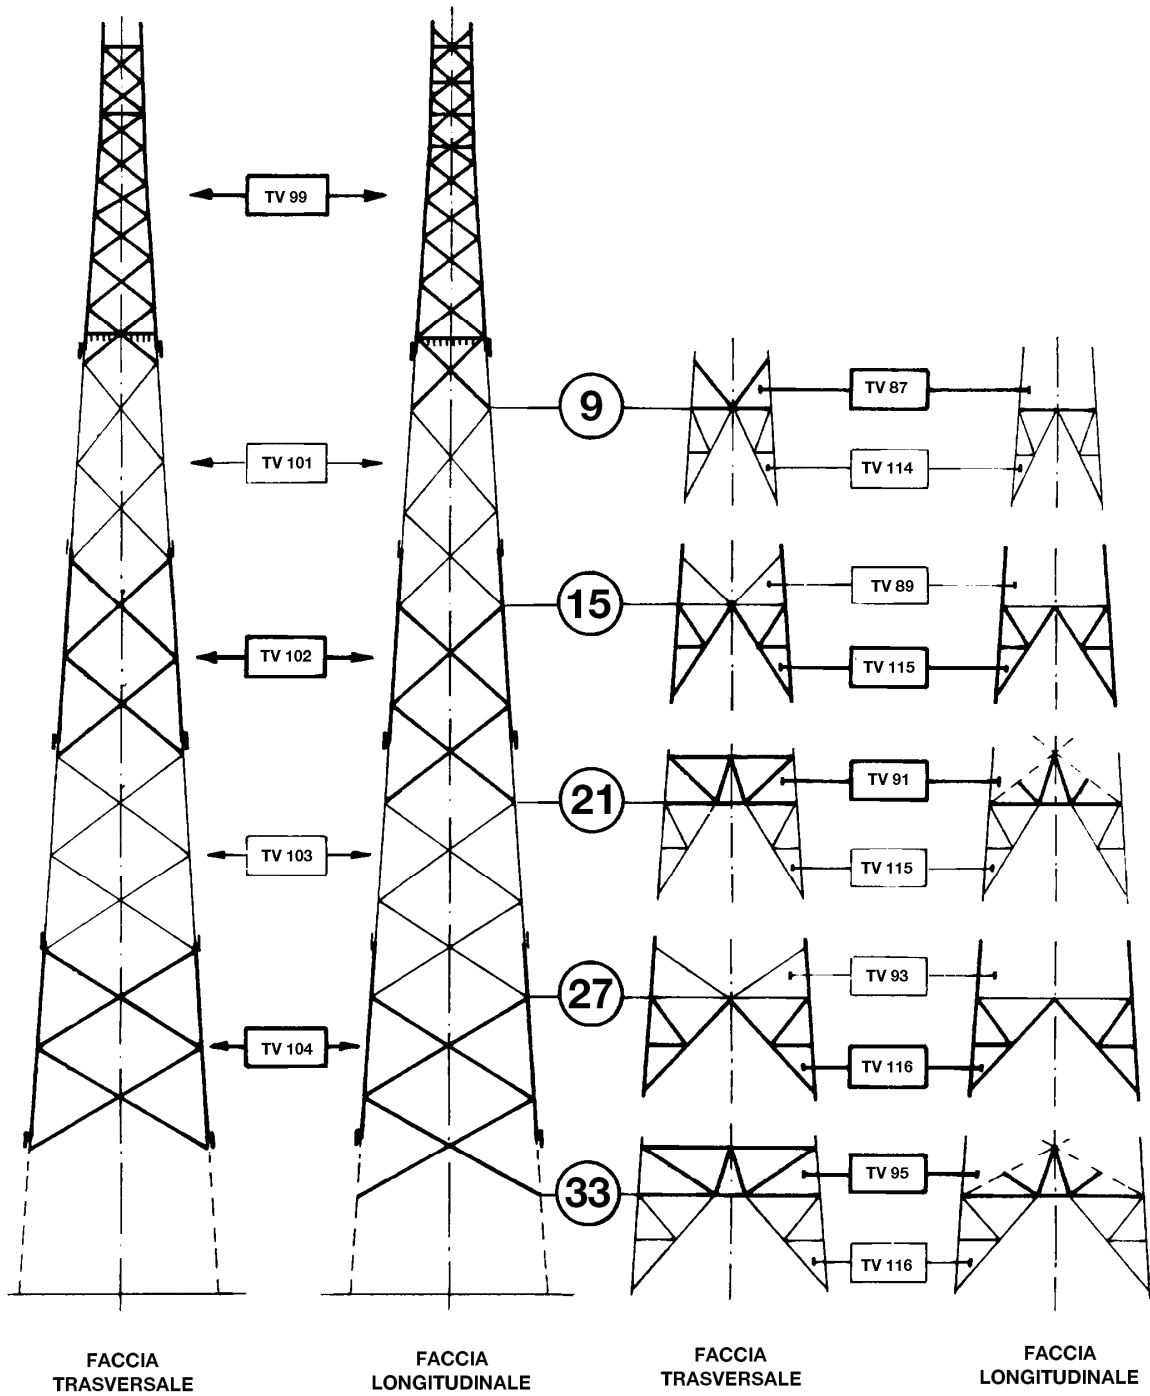 TV 99
9
TV 87
TV 101
TV 114
15
TV 89
TV 102
TV 115
21
TV 91
TV 103
TV 115
27
TV 93
TV 104
TV 116
33
TV 95
TV 116
FACCIA
TRASVERSALE
FACCIA
LONGITUDINALE
FACCIA
TRASVERSALE
FACCIA
LONGITUDINALE